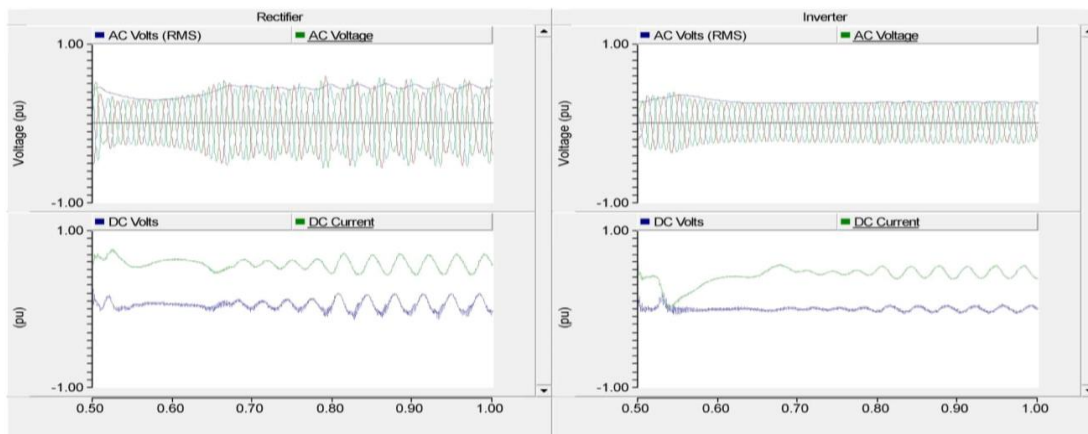 Rectifier
AC Volts (RMS) AC Voltage
1.00
Voltage (pu)
-1.00
DC Volts DC Current
1.00
(pu)
-1.00
0.50 0.60 0.70 0.80 0.90 1.00
Inverter
AC Volts (RMS) AC Voltage
1.00
Voltage (pu)
-1.00
DC Volts DC Current
1.00
(pu)
-1.00
0.50 0.60 0.70 0.80 0.90 1.00